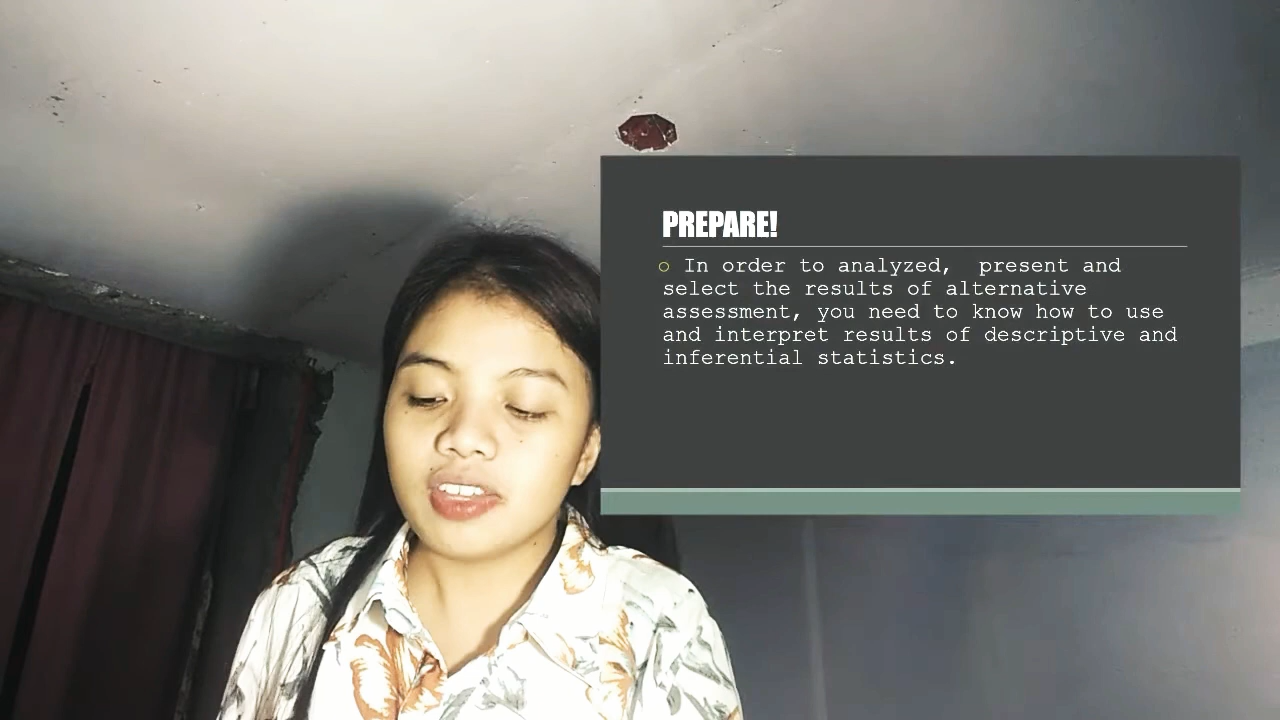 PREPARE!
In order to analyzed,  present and
select the results of alternative
assessment, you need to know how to use
and interpret results of descriptive and
inferential statistics.